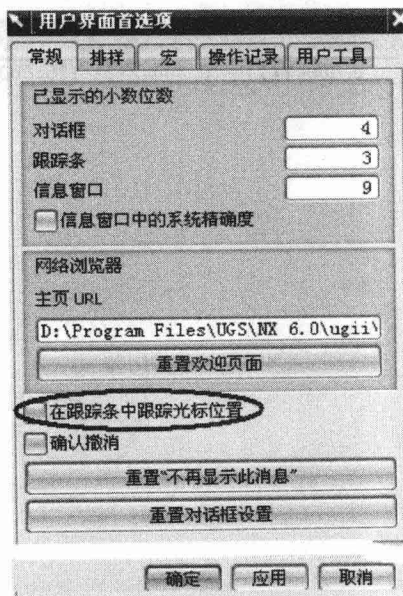 用户界面首选项
常规 排样 宏 操作记录 用户工具
已显示的小数位数
对话框 4
跟踪条 3
信息窗口 9
信息窗口中的系统精确度
网络浏览器
主页 URL
D:\Program Files\UGS\NX 6.0\ugii\
重置欢迎页面
在跟踪条中跟踪光标位置
确认撤消
重置“不再显示此消息”
重置对话框设置
确定 应用 取消